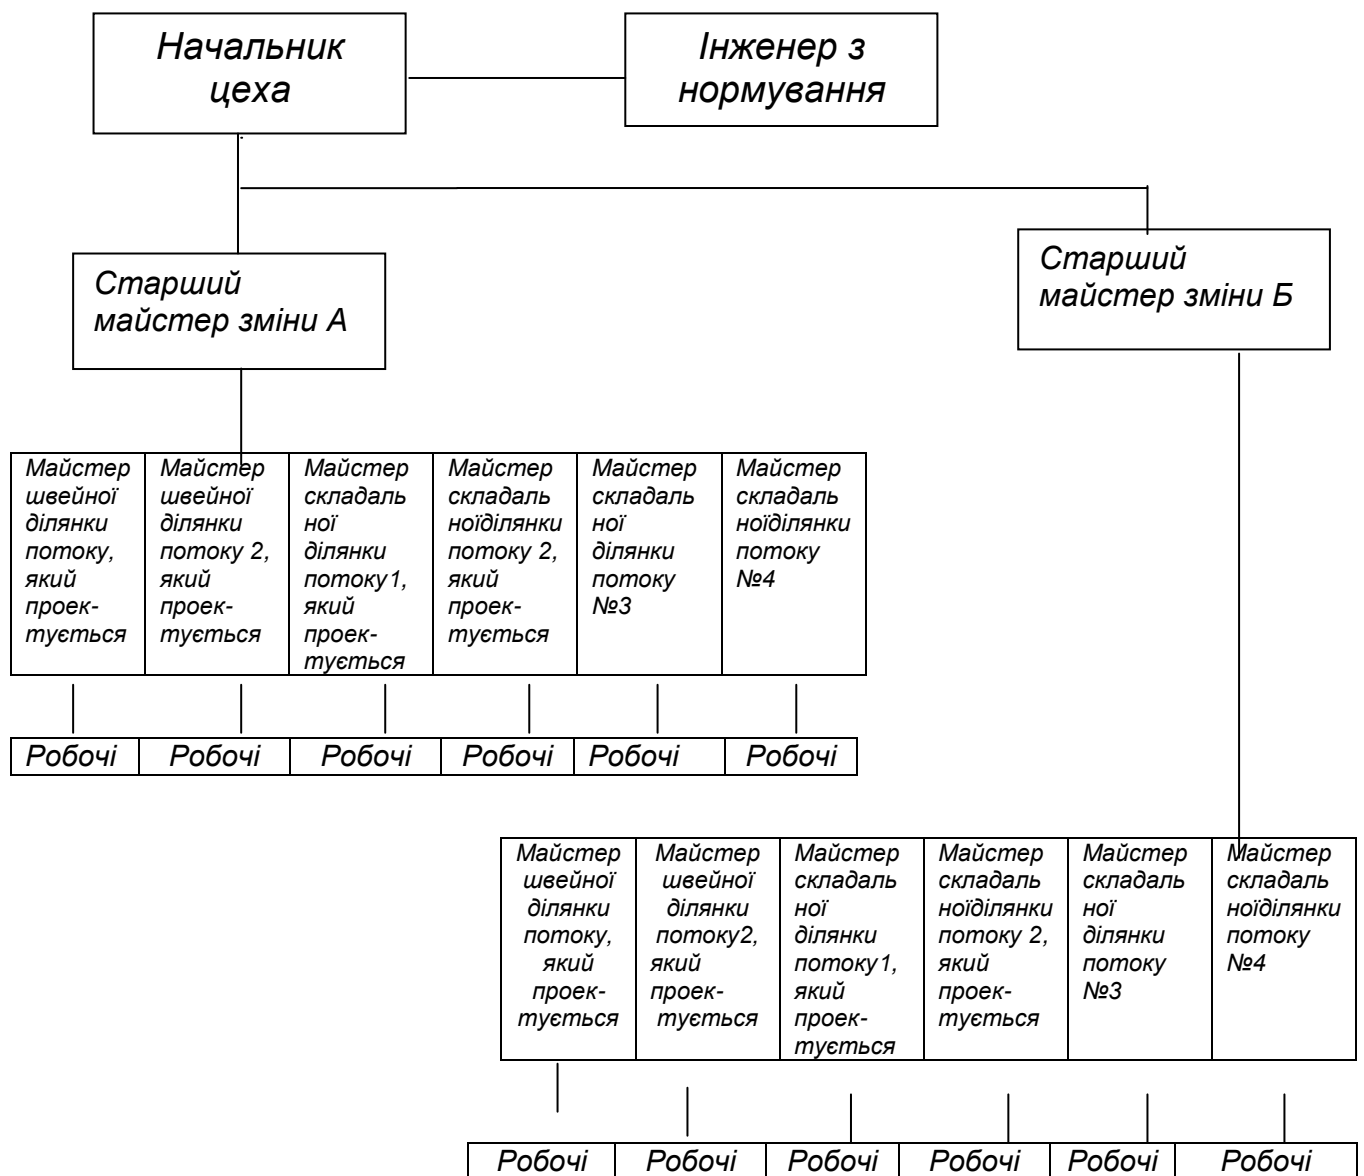 Начальник
цеха
Інженер з
нормування
Старший
майстер зміни А
Старший
майстер зміни Б
Майстер
швейної
ділянки
потоку,
який
проек-
тується
Майстер
швейної
ділянки
потоку 2,
який
проек-
тується
Майстер
складаль
ної
ділянки
потоку1,
який
проек-
тується
Майстер
складаль
ноїділянки
потоку 2,
який
проек-
тується
Майстер
складаль
ної
ділянки
потоку
№3
Майстер
складаль
ноїділянки
потоку
№4
Робочі
Робочі
Робочі
Робочі
Робочі
Робочі
Майстер
швейної
ділянки
потоку,
який
проек-
тується
Майстер
швейної
ділянки
потоку2,
який
проек-
тується
Майстер
складаль
ної
ділянки
потоку1,
який
проек-
тується
Майстер
складаль
ноїділянки
потоку 2,
який
проек-
тується
Майстер
складаль
ної
ділянки
потоку
№3
Майстер
складаль
ноїділянки
потоку
№4
Робочі
Робочі
Робочі
Робочі
Робочі
Робочі